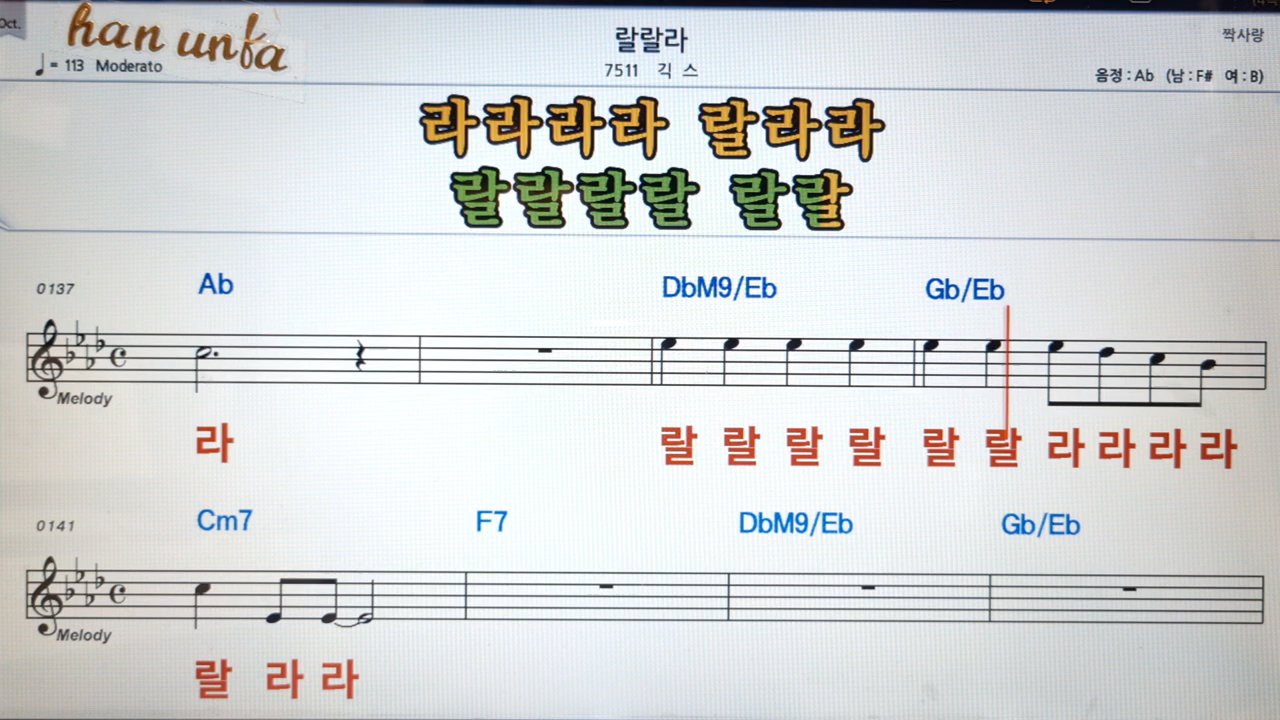 Oct.
han unfa
♩= 113 Moderato
랄랄라
7511 긱 스
짝사랑
음정 : Ab (남 : F# 여 : B)
라라라라 랄라라
랄랄랄랄 랄랄
0137 Ab DbM9/Eb Gb/Eb
Melody
라 랄 랄 랄 랄 랄 랄 라 라 라 라
0141 Cm7 F7 DbM9/Eb Gb/Eb
Melody
랄 라 라